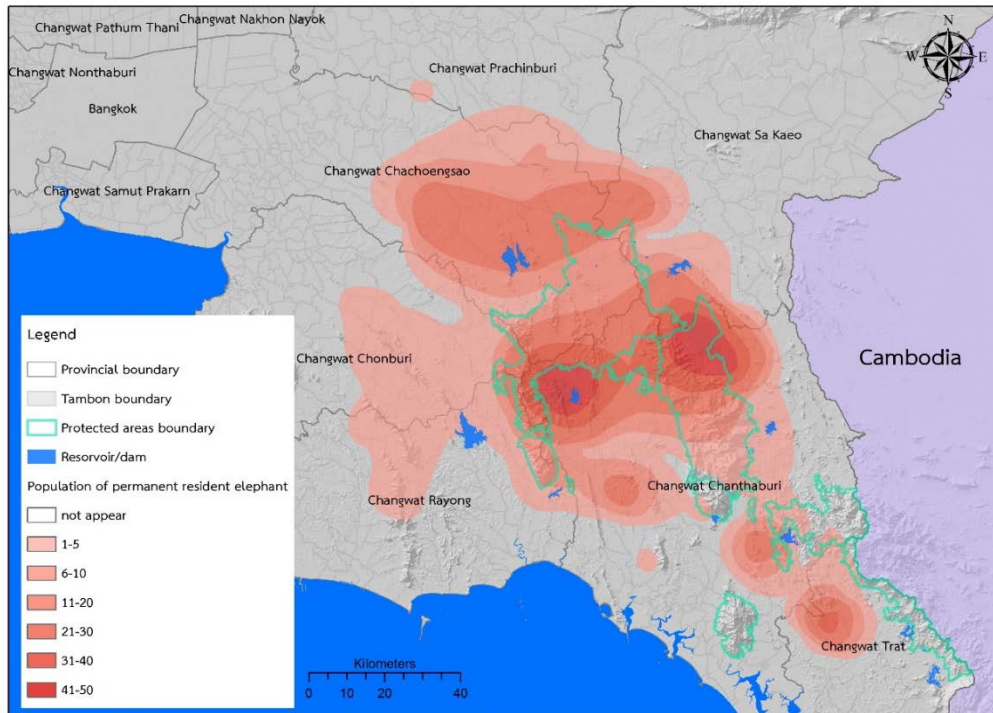 Changwat Pathum Thani
Changwat Nakhon Nayok
Changwat Nonthaburi
Changwat Prachinburi
N
W
E
S
Bangkok
Changwat Sa Kaeo
Changwat Chachoengsao
Changwat Samut Prakarn
Changwat Chonburi
Cambodia
Changwat Chanthaburi
Changwat Rayong
Changwat Trat
Legend
Provincial boundary
Tambon boundary
Protected areas boundary
Reservoir/dam
Population of permanent resident elephant
not appear
1-5
6-10
11-20
21-30
31-40
41-50
Kilometers
0 10 20 40